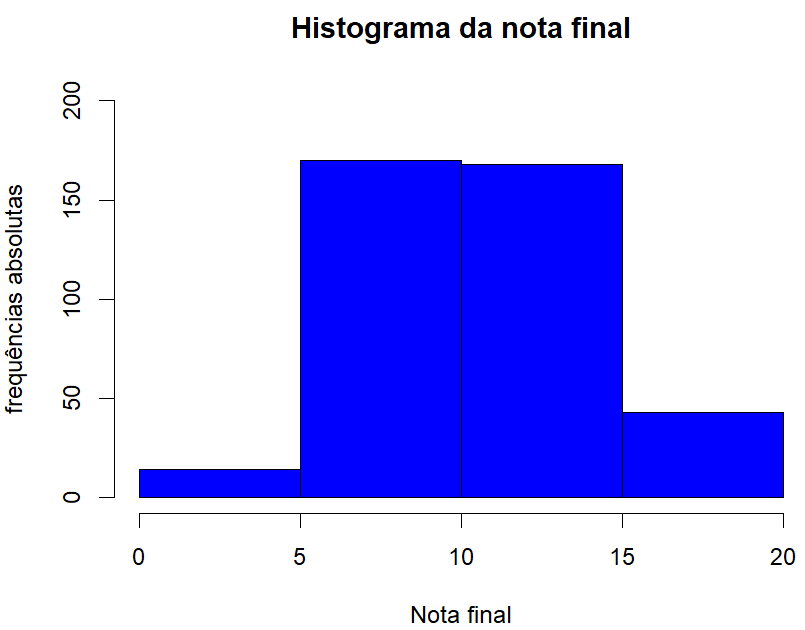 Histograma da nota final
frequências absolutas
200
150
100
50
0
0 5 10 15 20
Nota final